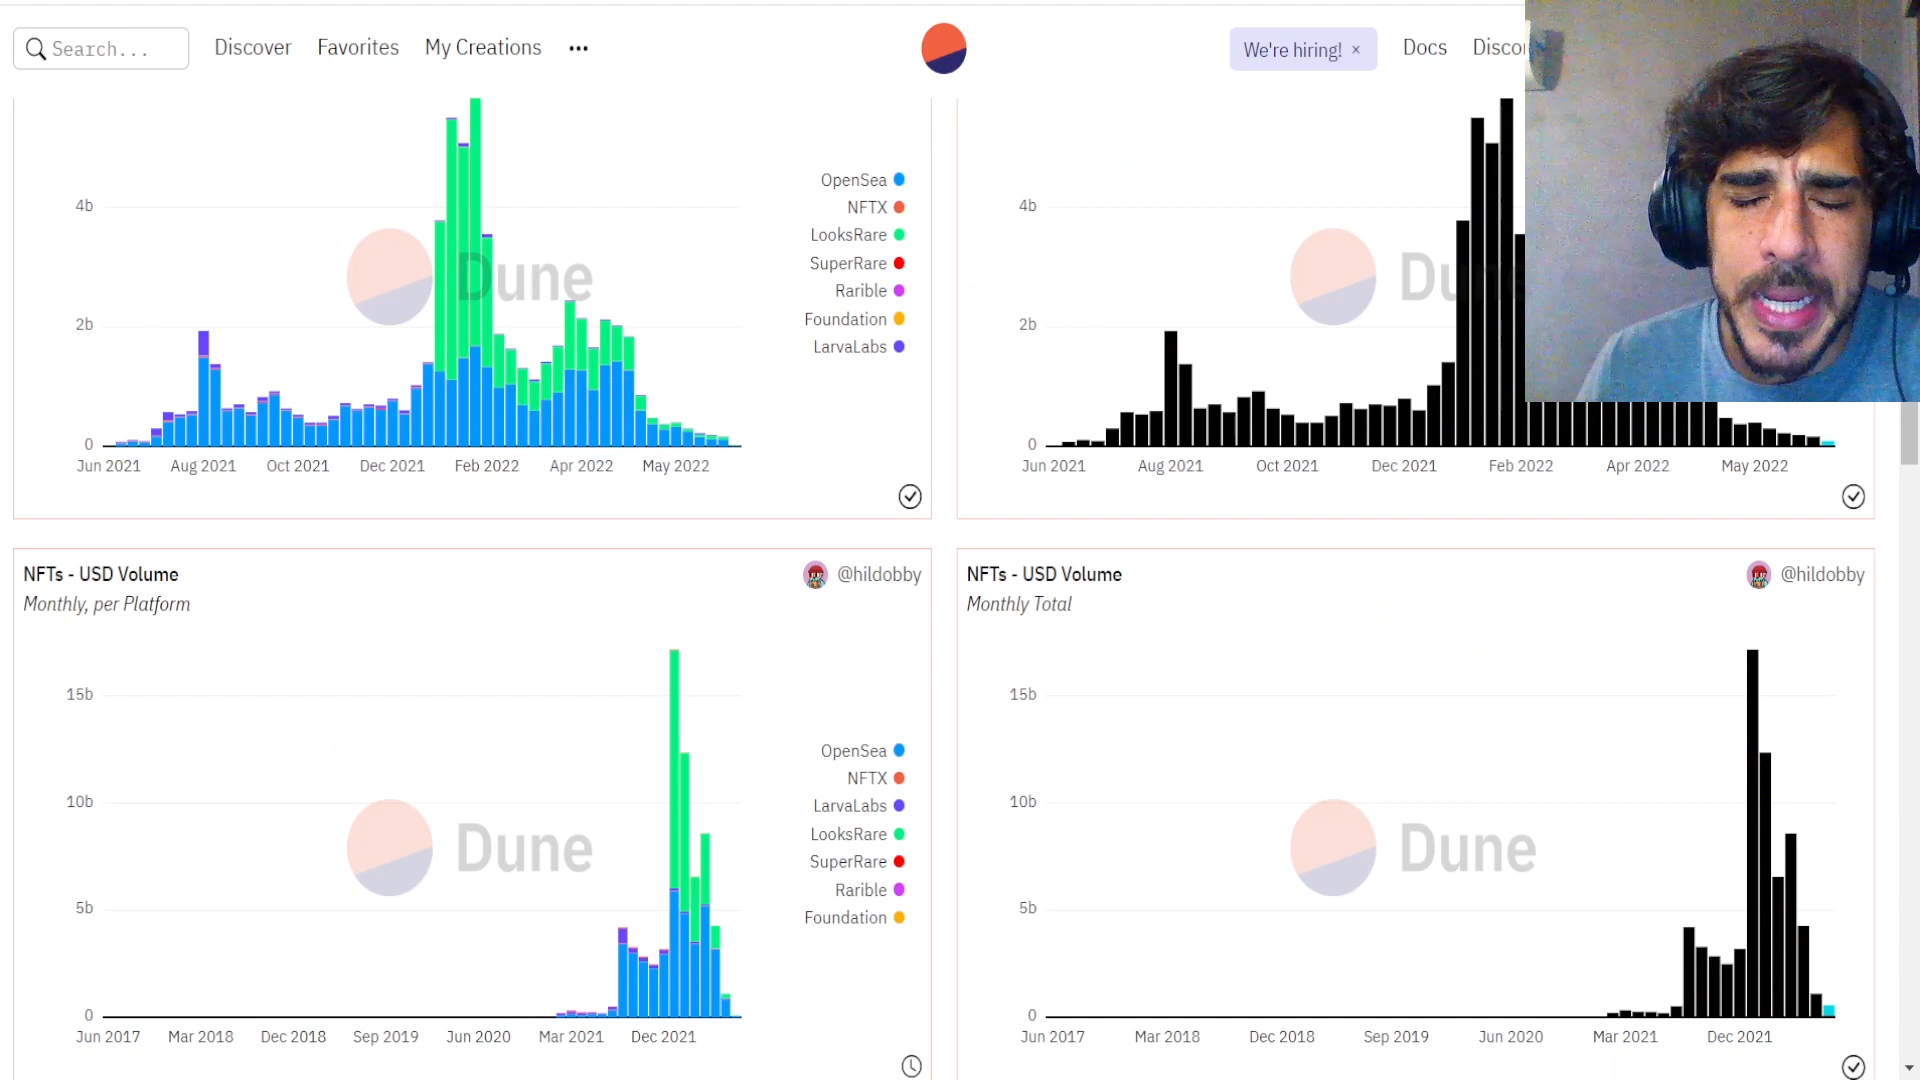 Search...
Discover
Favorites
My Creations
We're hiring! ×
Docs
4b
2b
0
Jun 2021
Aug 2021
Oct 2021
Dec 2021
Feb 2022
Apr 2022
May 2022
Dune
OpenSea
NFTX
LooksRare
SuperRare
Rarible
Foundation
LarvaLabs
4b
2b
0
Jun 2021
Aug 2021
Oct 2021
Dec 2021
Feb 2022
Apr 2022
May 2022
NFTs - USD Volume
@hildobby
Monthly, per Platform
15b
10b
5b
0
Jun 2017
Mar 2018
Dec 2018
Sep 2019
Jun 2020
Mar 2021
Dec 2021
Dune
OpenSea
NFTX
LarvaLabs
LooksRare
SuperRare
Rarible
Foundation
NFTs - USD Volume
@hildobby
Monthly Total
15b
10b
5b
0
Jun 2017
Mar 2018
Dec 2018
Sep 2019
Jun 2020
Mar 2021
Dec 2021
Dune